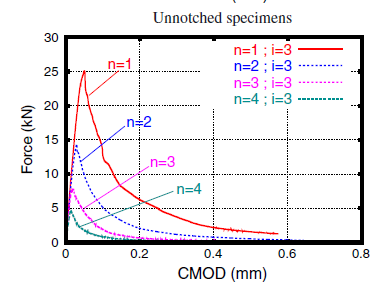 Unnotched specimens
30
25
20
15
10
5
0
Force (kN)
n=1 ; i=3
n=2 ; i=3
n=3 ; i=3
n=4 ; i=3
n=1
n=2
n=3
n=4
0 0.2 0.4 0.6 0.8
CMOD (mm)